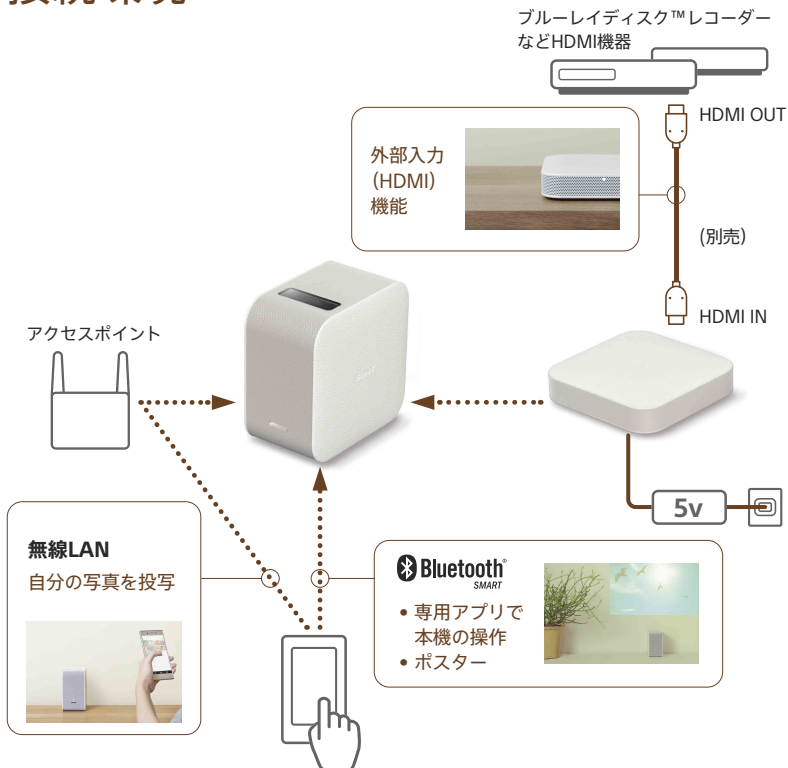 ブルーレイディスク™レコーダー
などHDMI機器
HDMI OUT
外部入力
(HDMI)
機能
(別売)
HDMI IN
アクセスポイント
5v
無線LAN
自分の写真を投写
Bluetooth®
SMART
• 専用アプリで
本機の操作
• ポスター